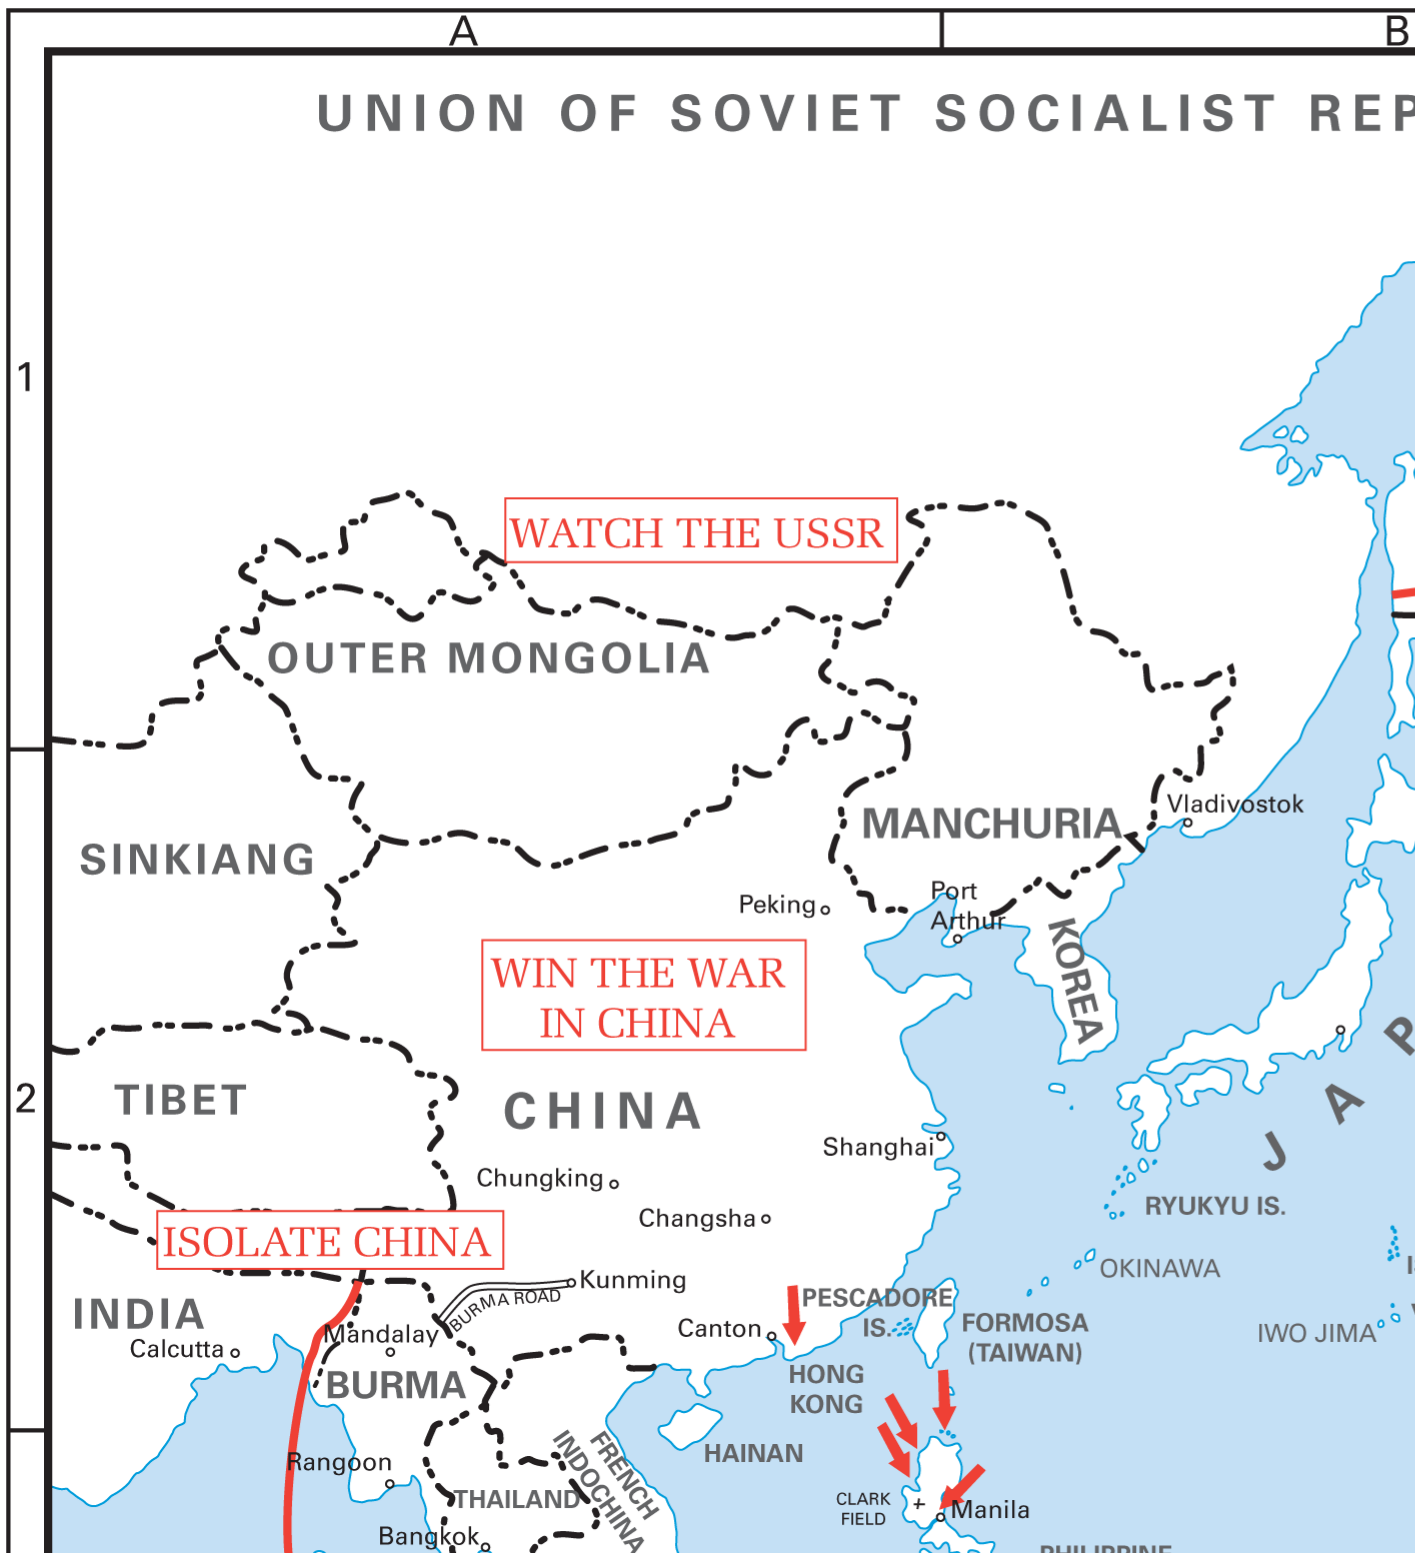 A
B
UNION OF SOVIET SOCIALIST REP
1
WATCH THE USSR
OUTER MONGOLIA
Vladivostok
MANCHURIA
SINKIANG
Peking
Port
Arthur
KOREA
WIN THE WAR
IN CHINA
J A P
2
TIBET
CHINA
Shanghai
Chungking
Changsha
RYUKYU IS.
ISOLATE CHINA
OKINAWA
Kunming
BURMA ROAD
PESCADORE
IS.
INDIA
FORMOSA
(TAIWAN)
IWO JIMA
Calcutta
Mandalay
Canton
BURMA
HONG
KONG
HAINAN
FRENCH
INDOCHINA
Rangoon
THAILAND
CLARK
FIELD
Manila
Bangkok
PHILIPPINE